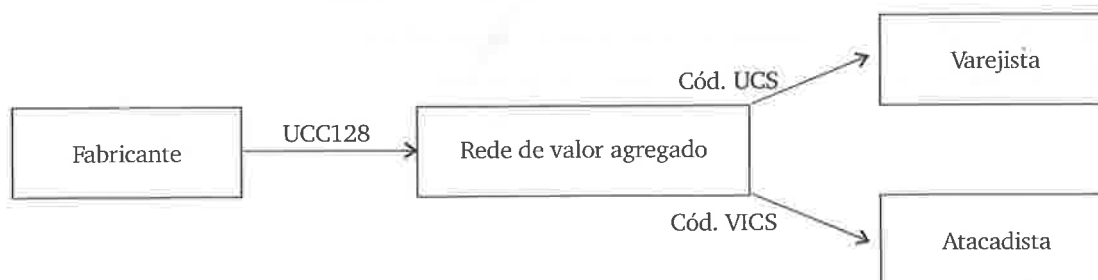 Varejista
Cód. UCS
UCC128
Fabricante
Rede de valor agregado
Cód. VICS
Atacadista